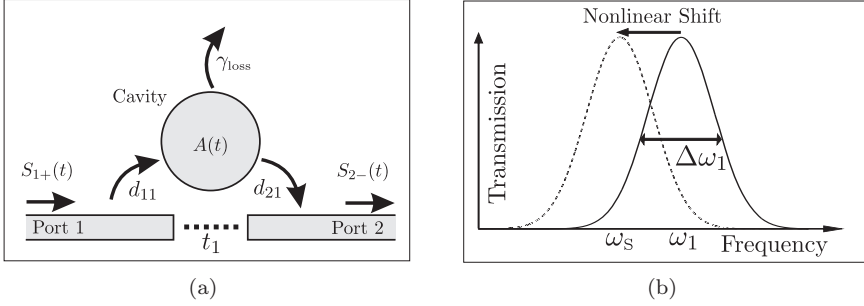 γloss
Cavity
A(t)
S1+(t)
S2−(t)
d11
d21
Port 1
Port 2
t1
(a)
Nonlinear Shift
Transmission
Δω1
ωS
ω1
Frequency
(b)